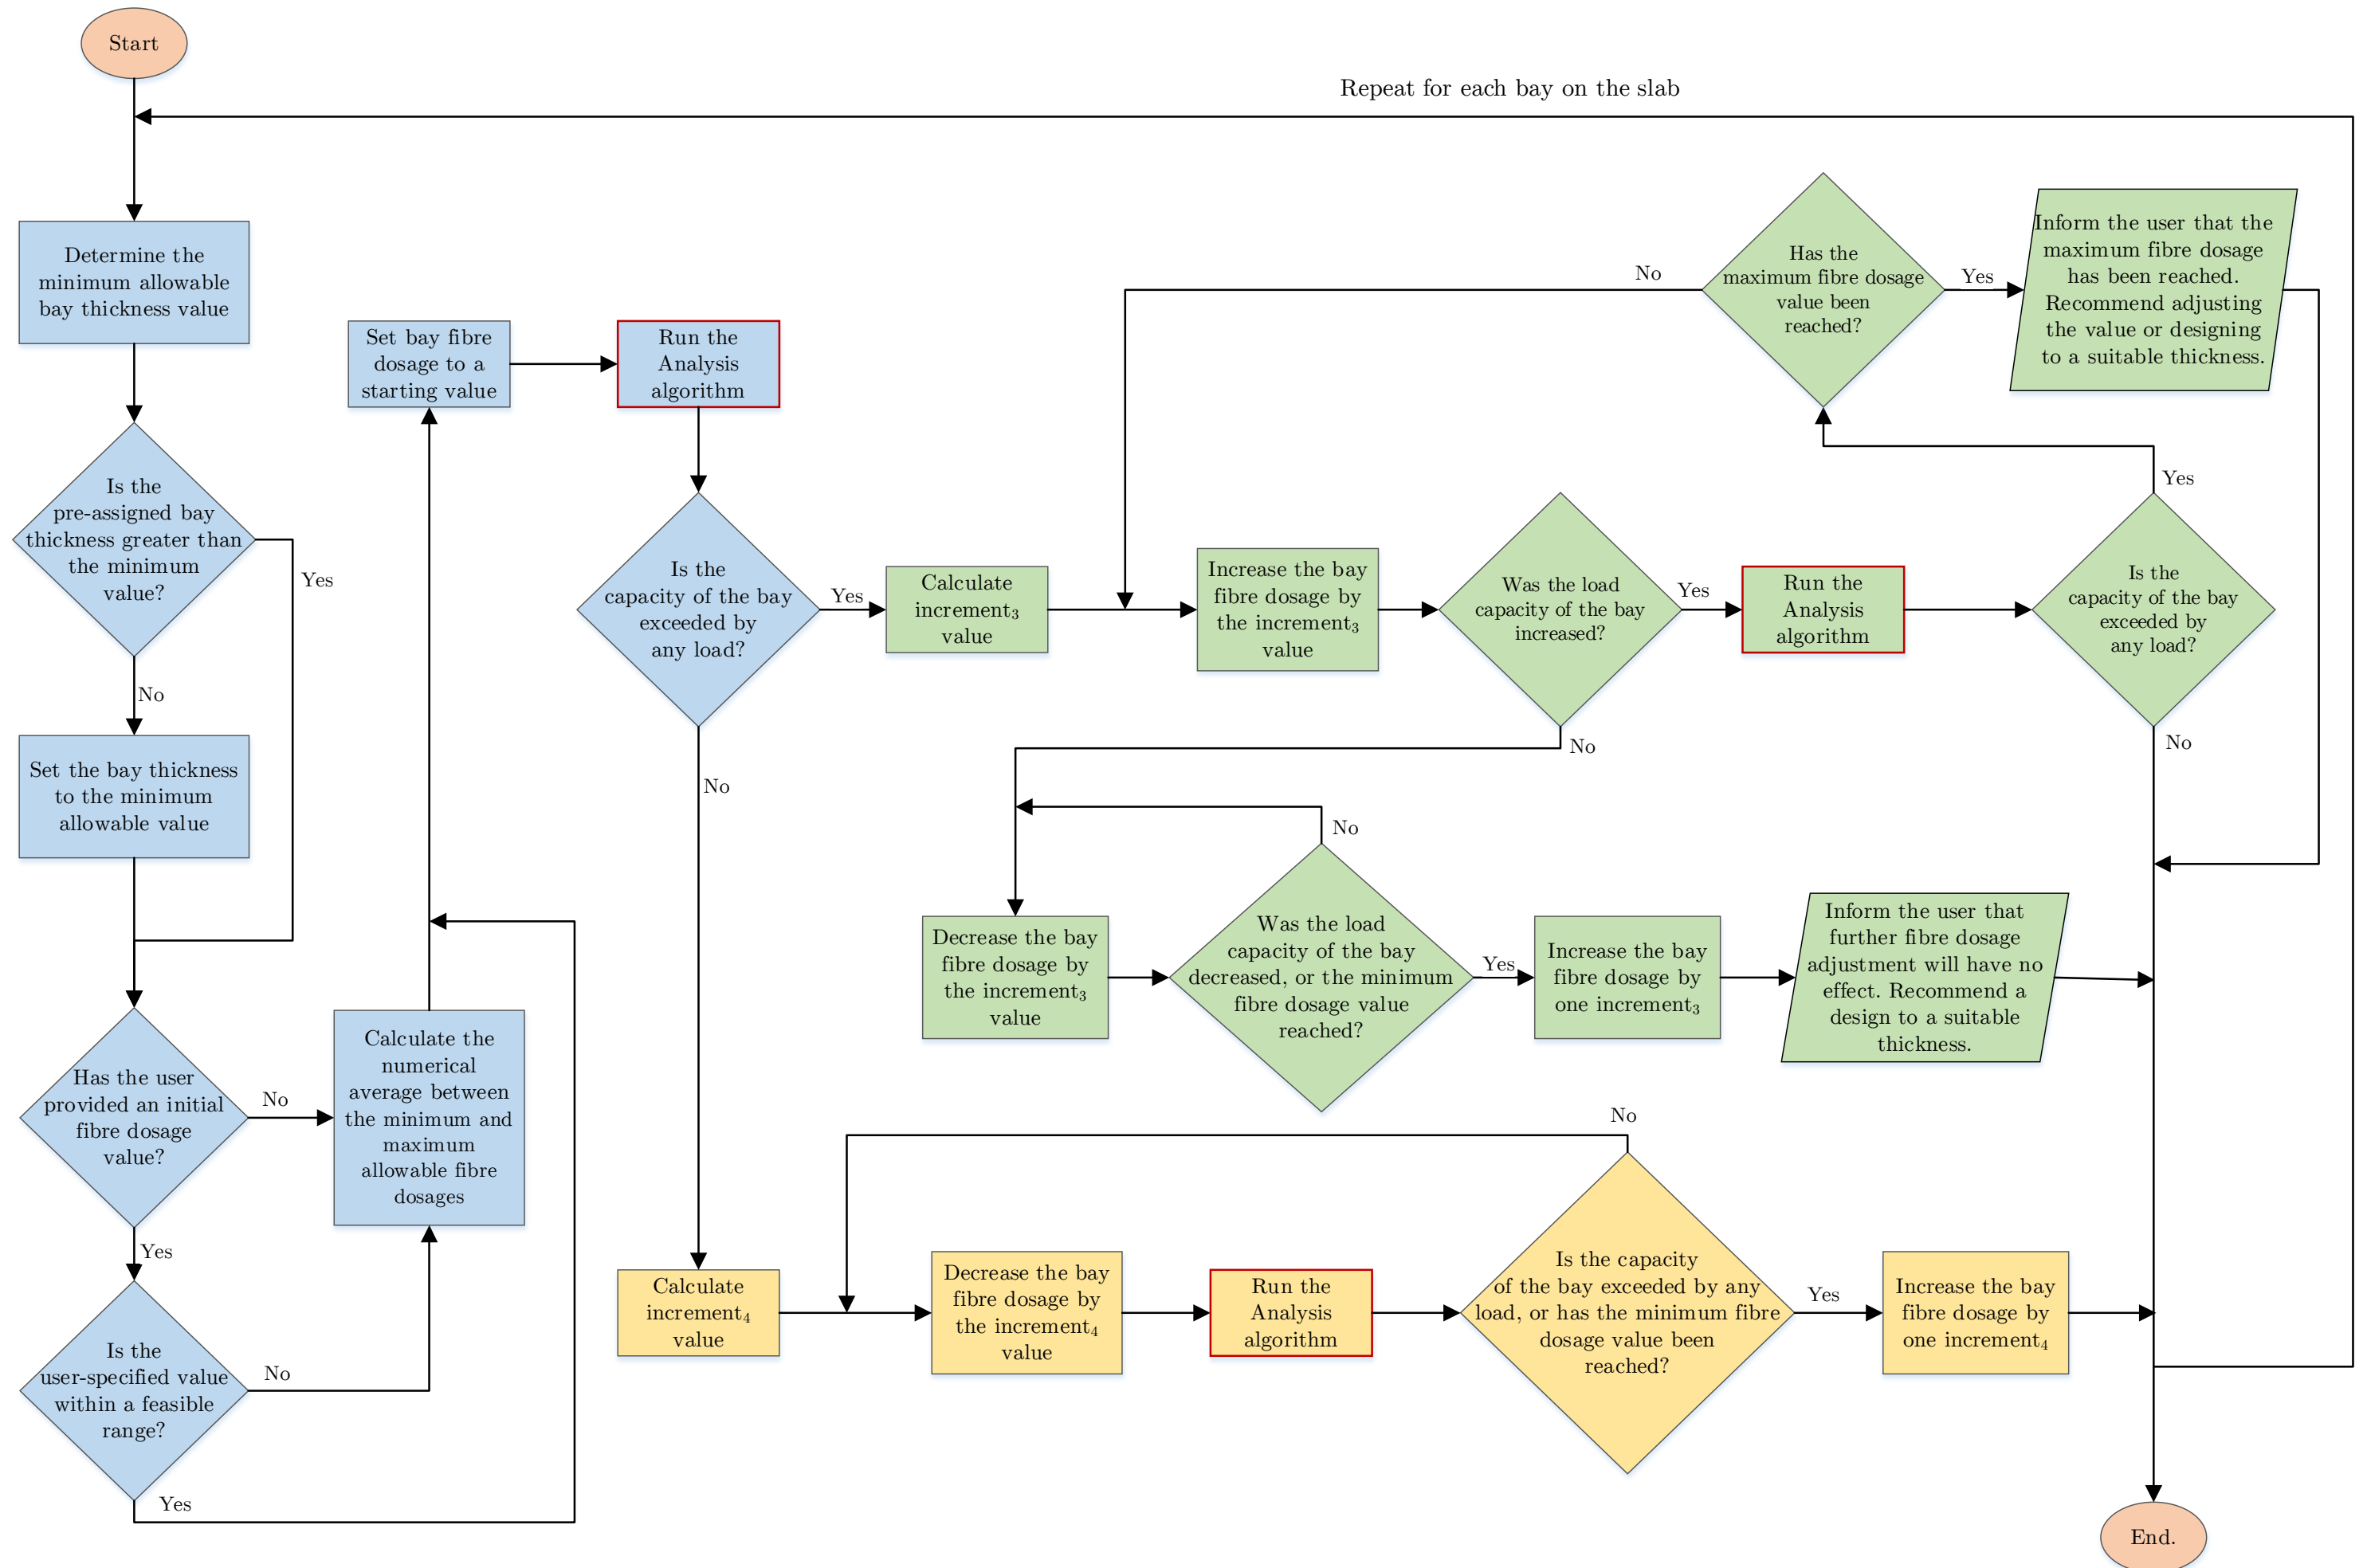 Start
Repeat for each bay on the slab
Determine the
minimum allowable
bay thickness value
Is the
pre-assigned bay
thickness greater than
the minimum
value?
Yes
No
Set the bay thickness
to the minimum
allowable value
Has the user
provided an initial
fibre dosage
value?
No
Yes
Is the
user-specified value
within a feasible
range?
No
Yes
Calculate the
numerical
average between
the minimum and
maximum
allowable fibre
dosages
Set bay fibre
dosage to a
starting value
Run the
Analysis
algorithm
Is the
capacity of the bay
exceeded by
any load?
Yes
No
Calculate
increment₃
value
Increase the bay
fibre dosage by
the increment₃
value
Was the load
capacity of the bay
increased?
Yes
No
Run the
Analysis
algorithm
Is the
capacity of the bay
exceeded by
any load?
Yes
No
Has the
maximum fibre dosage
value been
reached?
No
Yes
Inform the user that the
maximum fibre dosage
has been reached.
Recommend adjusting
the value or designing
to a suitable thickness.
Decrease the bay
fibre dosage by
the increment₃
value
Was the load
capacity of the bay
decreased, or the minimum
fibre dosage value
reached?
No
Yes
Increase the bay
fibre dosage by
one increment₃
Inform the user that
further fibre dosage
adjustment will have no
effect. Recommend a
design to a suitable
thickness.
Calculate
increment₄
value
Decrease the bay
fibre dosage by
the increment₄
value
Run the
Analysis
algorithm
Is the capacity
of the bay exceeded by any
load, or has the minimum fibre
dosage value been
reached?
No
Yes
Increase the bay
fibre dosage by
one increment₄
End.